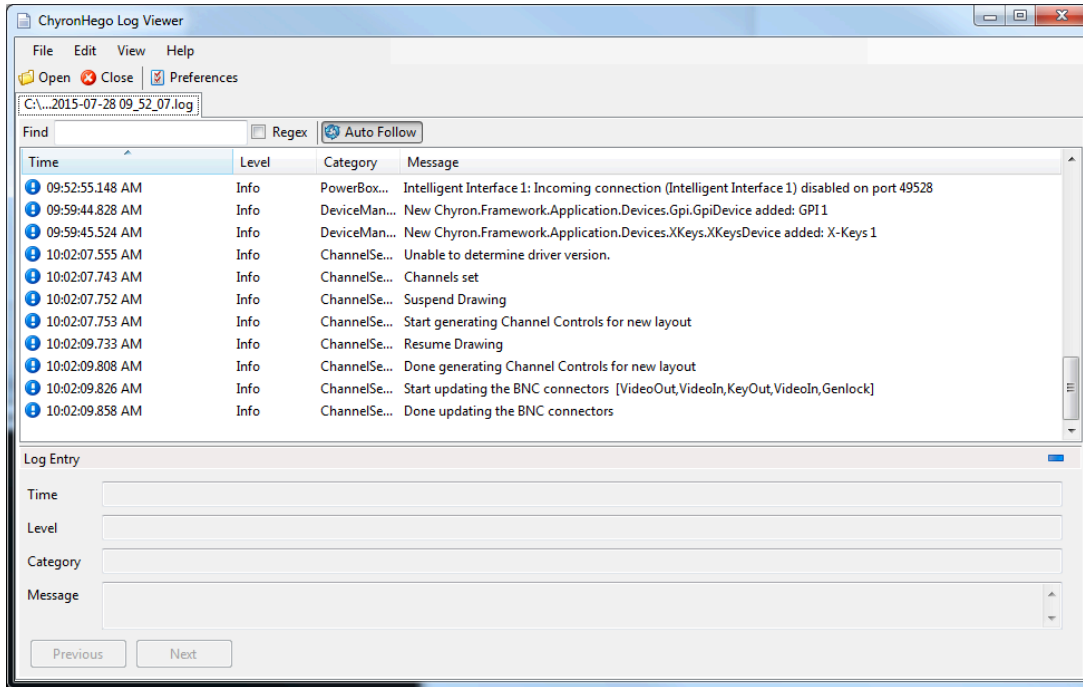 ChyronHego Log Viewer
File Edit View Help
Open Close Preferences
C:\...2015-07-28 09_52_07.log
Find Regex Auto Follow
Time Level Category Message
09:52:55.148 AM Info PowerBox... Intelligent Interface 1: Incoming connection (Intelligent Interface 1) disabled on port 49528
09:59:44.828 AM Info DeviceMan... New Chyron.Framework.Application.Devices.Gpi.GpiDevice added: GPI 1
09:59:45.524 AM Info DeviceMan... New Chyron.Framework.Application.Devices.XKeys.XKeysDevice added: X-Keys 1
10:02:07.555 AM Info ChannelSe... Unable to determine driver version.
10:02:07.743 AM Info ChannelSe... Channels set
10:02:07.752 AM Info ChannelSe... Suspend Drawing
10:02:07.753 AM Info ChannelSe... Start generating Channel Controls for new layout
10:02:09.733 AM Info ChannelSe... Resume Drawing
10:02:09.808 AM Info ChannelSe... Done generating Channel Controls for new layout
10:02:09.826 AM Info ChannelSe... Start updating the BNC connectors [VideoOut,VideoIn,KeyOut,VideoIn,Genlock]
10:02:09.858 AM Info ChannelSe... Done updating the BNC connectors
Log Entry
Time
Level
Category
Message
Previous Next